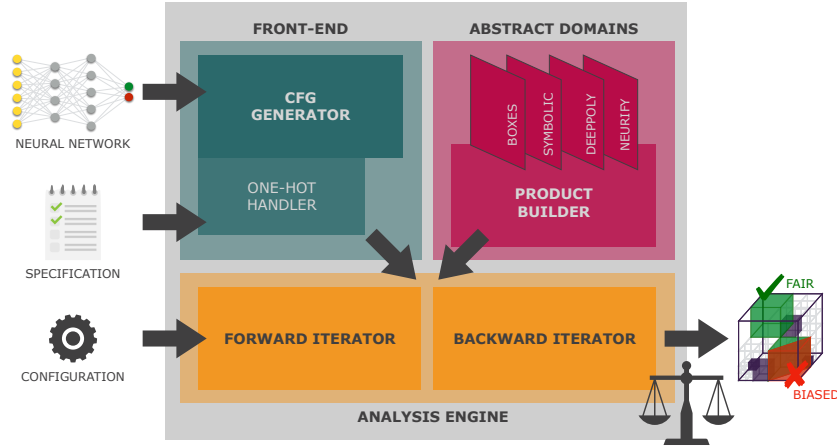 FRONT-END
ABSTRACT DOMAINS
CFG
GENERATOR
ONE-HOT
HANDLER
BOXES
SYMBOLIC
DEEPPOLY
NEURIFY
PRODUCT
BUILDER
NEURAL NETWORK
SPECIFICATION
CONFIGURATION
FORWARD ITERATOR
BACKWARD ITERATOR
ANALYSIS ENGINE
FAIR
BIASED